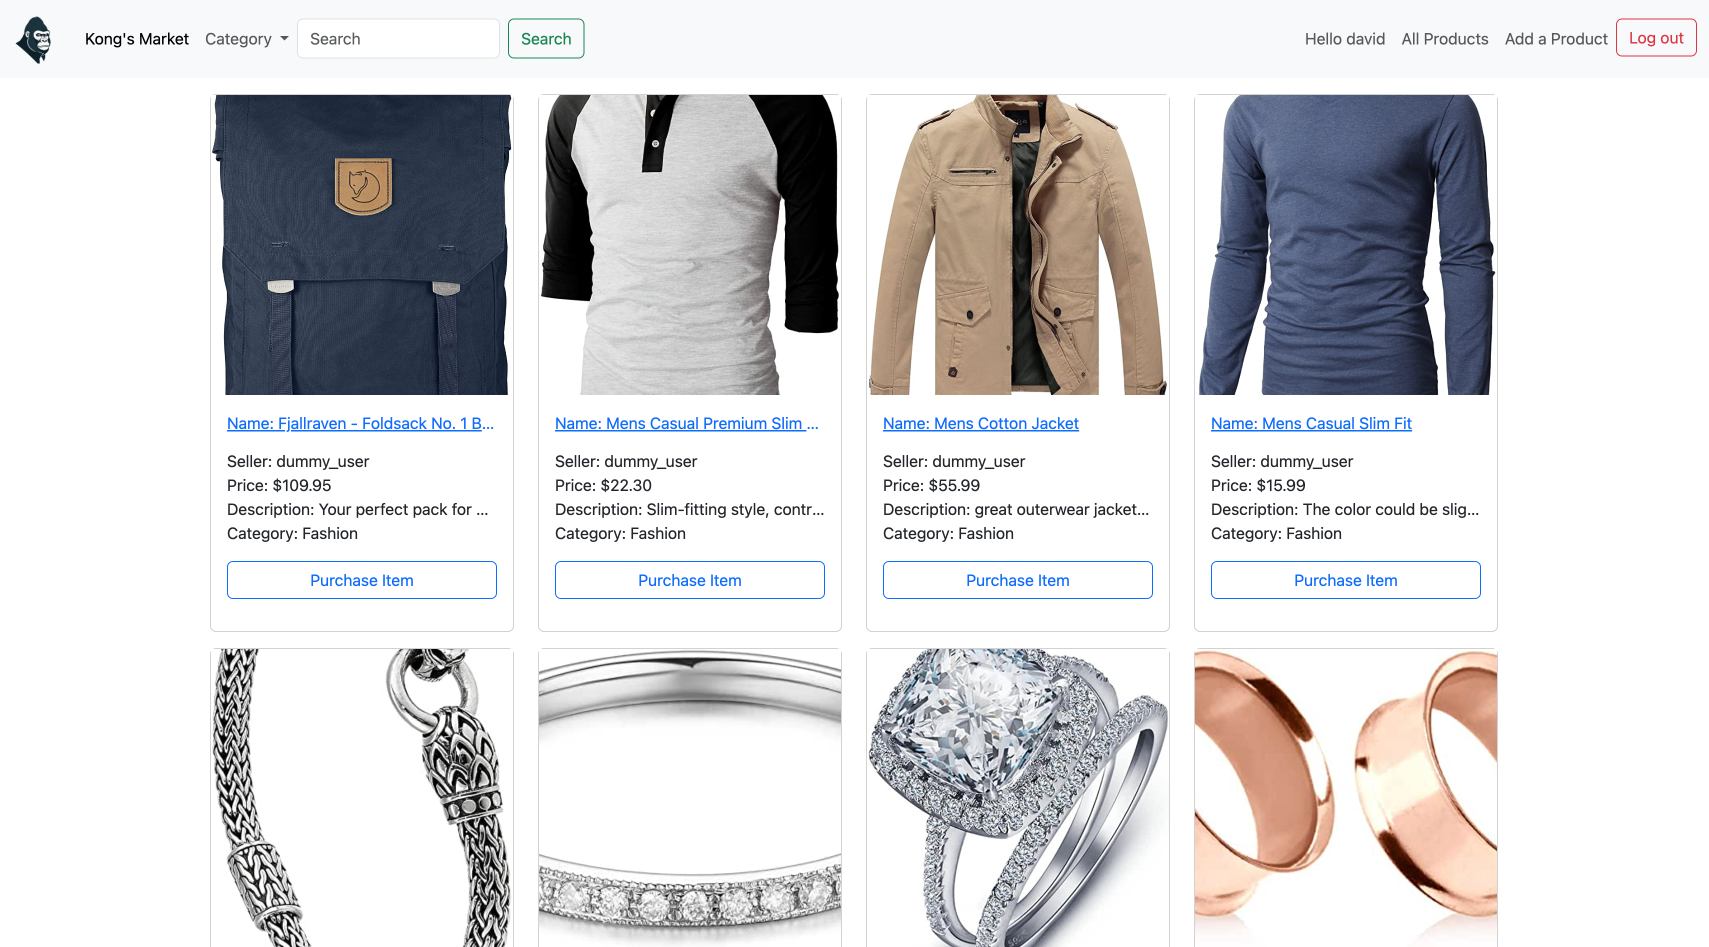 Kong's Market Category Search Search Hello david All Products Add a Product Log out
Name: Fjallraven - Foldsack No. 1 B...
Seller: dummy_user
Price: $109.95
Description: Your perfect pack for ...
Category: Fashion
Purchase Item
Name: Mens Casual Premium Slim ...
Seller: dummy_user
Price: $22.30
Description: Slim-fitting style, contr...
Category: Fashion
Purchase Item
Name: Mens Cotton Jacket
Seller: dummy_user
Price: $55.99
Description: great outerwear jacket...
Category: Fashion
Purchase Item
Name: Mens Casual Slim Fit
Seller: dummy_user
Price: $15.99
Description: The color could be slig...
Category: Fashion
Purchase Item